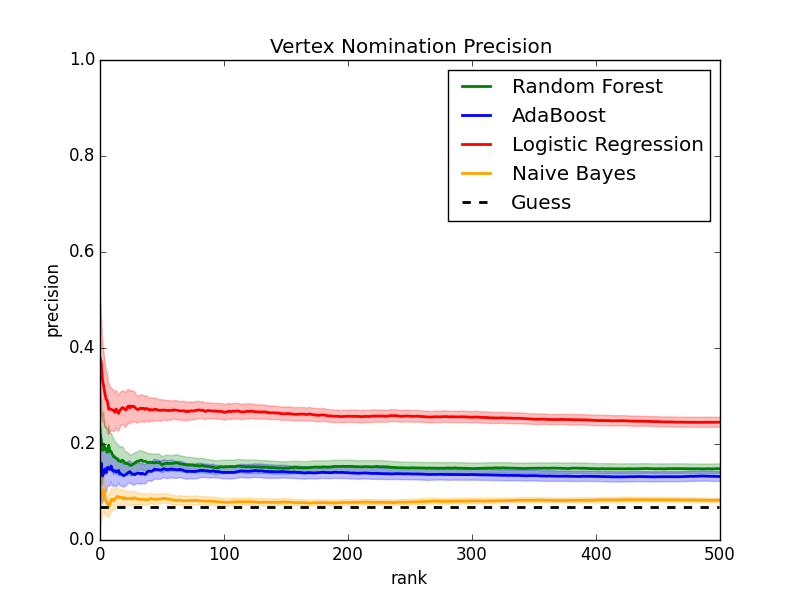 Vertex Nomination Precision
1.0
0.8
0.6
0.4
0.2
0.0
precision
Random Forest
AdaBoost
Logistic Regression
Naive Bayes
Guess
0 100 200 300 400 500
rank